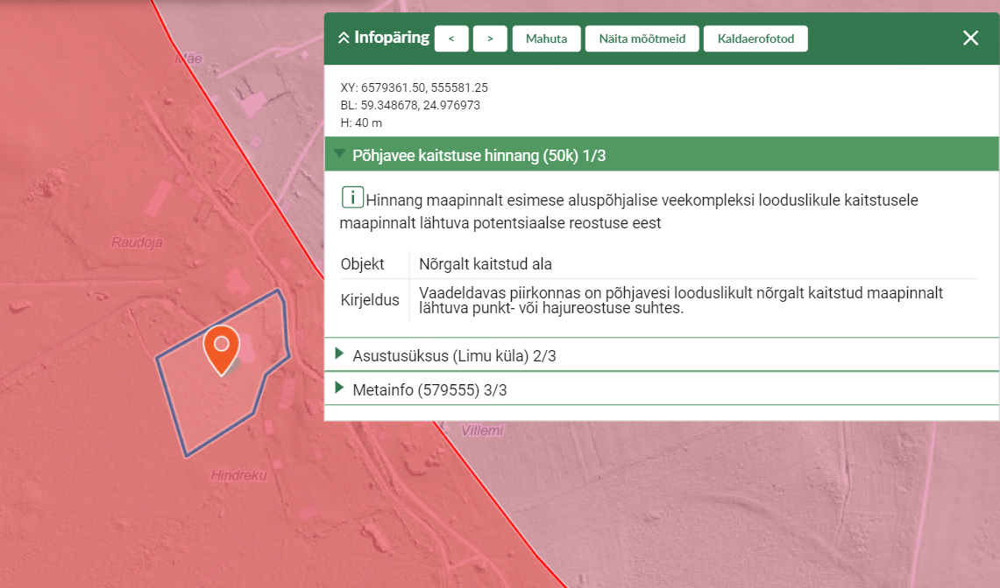 Infopäring < > Mahuta Näita mõõtmeid Kaldaerofotod
XY: 6579361.50, 555581.25
BL: 59.348678, 24.976973
H: 40 m
Põhjavee kaitstuse hinnang (50k) 1/3
i Hinnang maapinnalt esimese aluspõhjalise veekompleksi looduslikule kaitstusele
maapinnalt lähtuva potentsiaalse reostuse eest
Objekt Nõrgalt kaitstud ala
Kirjeldus Vaadeldavas piirkonnas on põhjavesi looduslikult nõrgalt kaitstud maapinnalt
lähtuva punkt- või hajureostuse suhtes.
Asustusüksus (Limu küla) 2/3
Metainfo (579555) 3/3
Mäe
Raudoja
Villemi
Hindreku